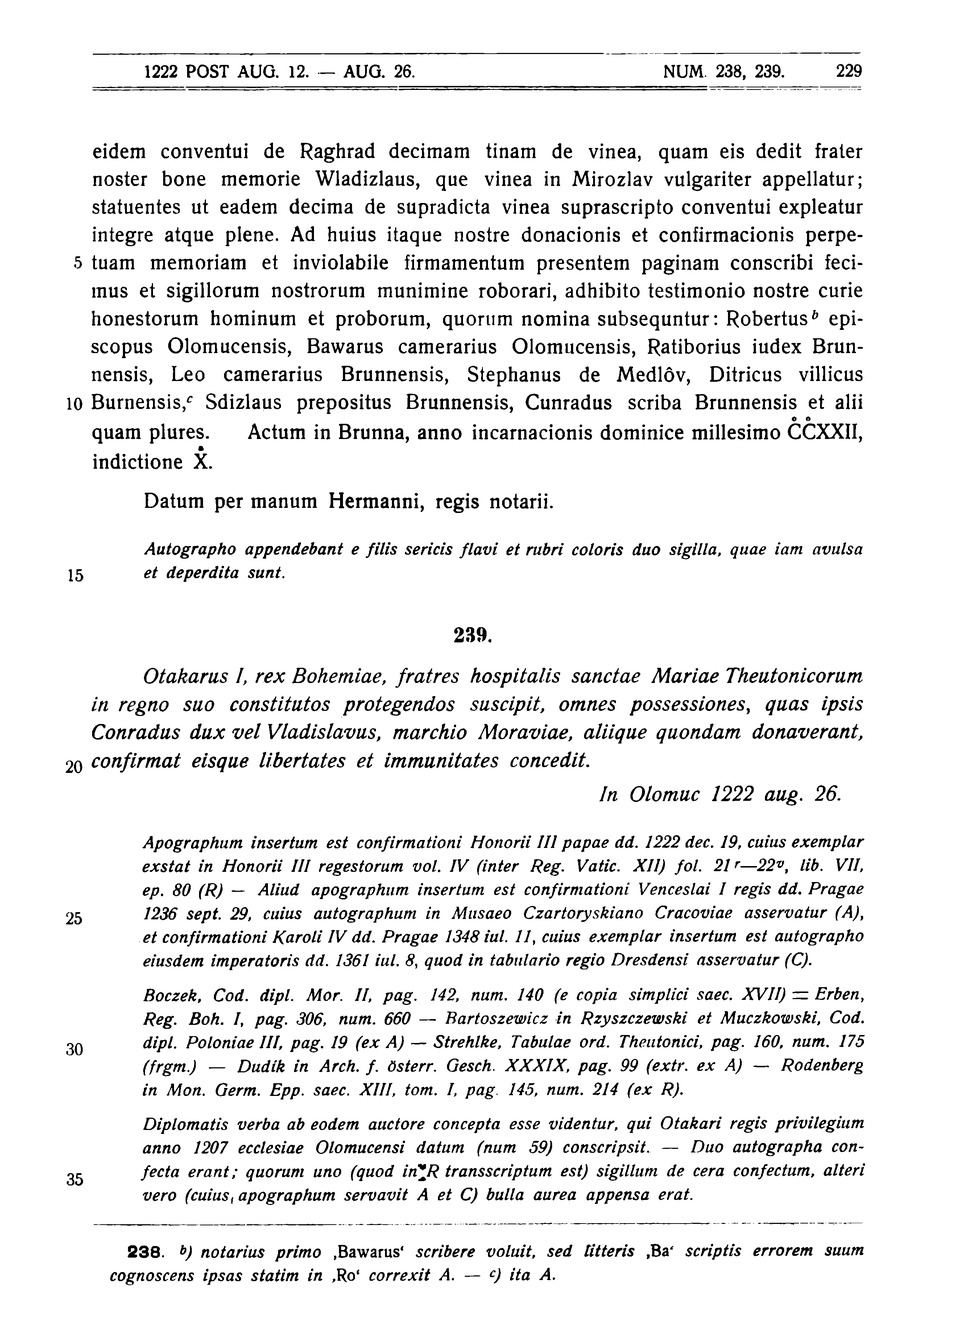 1222 POST AUG. 12. — AUG. 26. NUM. 238, 239. 229
eidem conventui de Raghrad decimam tinam de vinea, quam eis dedit frater
noster bone memorie Wladizlaus, que vinea in Mirozlav vulgariter appellatur;
statuentes ut eadem decima de supradicta vinea suprascripto conventui expleatur
integre atque plene. Ad huius itaque nostre donacionis et confirmacionis perpe-
5 tuam memoriam et inviolabile firmamentum presentem paginam conscribi feci-
mus et sigillorum nostrorum munimine roborari, adhibito testimonio nostre curie
honestorum hominum et proborum, quorum nomina subsequntur: Robertus b epi-
scopus Olomucensis, Bawarus camerarius Olomucensis, Ratiborius iudex Brun-
nensis, Leo camerarius Brunnensis, Stephanus de Medlôv, Ditricus villicus
10 Burnensis,c Sdizlaus prepositus Brunnensis, Cunradus scriba Brunnensis et alii
quam plures. Actum in Brunna, anno incarnacionis dominice millesimo C̊C̊XXII,
indictione X̊.
Datum per manum Hermanni, regis notarii.
Autographo appendebant e filis sericis flavi et rubri coloris duo sigilla, quae iam avulsa
15 et deperdita sunt.
239.
Otakarus I, rex Bohemiae, fratres hospitalis sanctae Mariae Theutonicorum
in regno suo constitutos protegendos suscipit, omnes possessiones, quas ipsis
Conradus dux vel Vladislavus, marchio Moraviae, aliique quondam donaverant,
20 confirmat eisque libertates et immunitates concedit.
In Olomuc 1222 aug. 26.
Apographum insertum est confirmationi Honorii III papae dd. 1222 dec. 19, cuius exemplar
exstat in Honorii III regestorum vol. IV (inter Reg. Vatic. XII) fol. 21 r—22v, lib. VII,
ep. 80 (R) — Aliud apographum insertum est confirmationi Venceslai I regis dd. Pragae
25 1236 sept. 29, cuius autographum in Musaeo Czartoryskiano Cracoviae asservatur (A),
et confirmationi Karoli IV dd. Pragae 1348 iul. 11, cuius exemplar insertum est autographo
eiusdem imperatoris dd. 1361 iul. 8, quod in tabulario regio Dresdensi asservatur (C).
Boczek, Cod. dipl. Mor. II, pag. 142, num. 140 (e copia simplici saec. XVII) = Erben,
Reg. Boh. I, pag. 306, num. 660 — Bartoszewicz in Rzyszczewski et Muczkowski, Cod.
30 dipl. Poloniae III, pag. 19 (ex A) — Strehlke, Tabulae ord. Theutonici, pag. 160, num. 175
(frgm.) — Dudík in Arch. f. österr. Gesch. XXXIX, pag. 99 (extr. ex A) — Rodenberg
in Mon. Germ. Epp. saec. XIII, tom. I, pag. 145, num. 214 (ex R).
Diplomatis verba ab eodem auctore concepta esse videntur, qui Otakari regis privilegium
anno 1207 ecclesiae Olomucensi datum (num 59) conscripsit. — Duo autographa con-
35 fecta erant; quorum uno (quod in R transscriptum est) sigillum de cera confectum, alteri
vero (cuius apographum servavit A et C) bulla aurea appensa erat.
238. b) notarius primo ‚Bawarus‘ scribere voluit, sed litteris ‚Ba‘ scriptis errorem suum
cognoscens ipsas statim in ‚Ro‘ correxit A. — c) ita A.